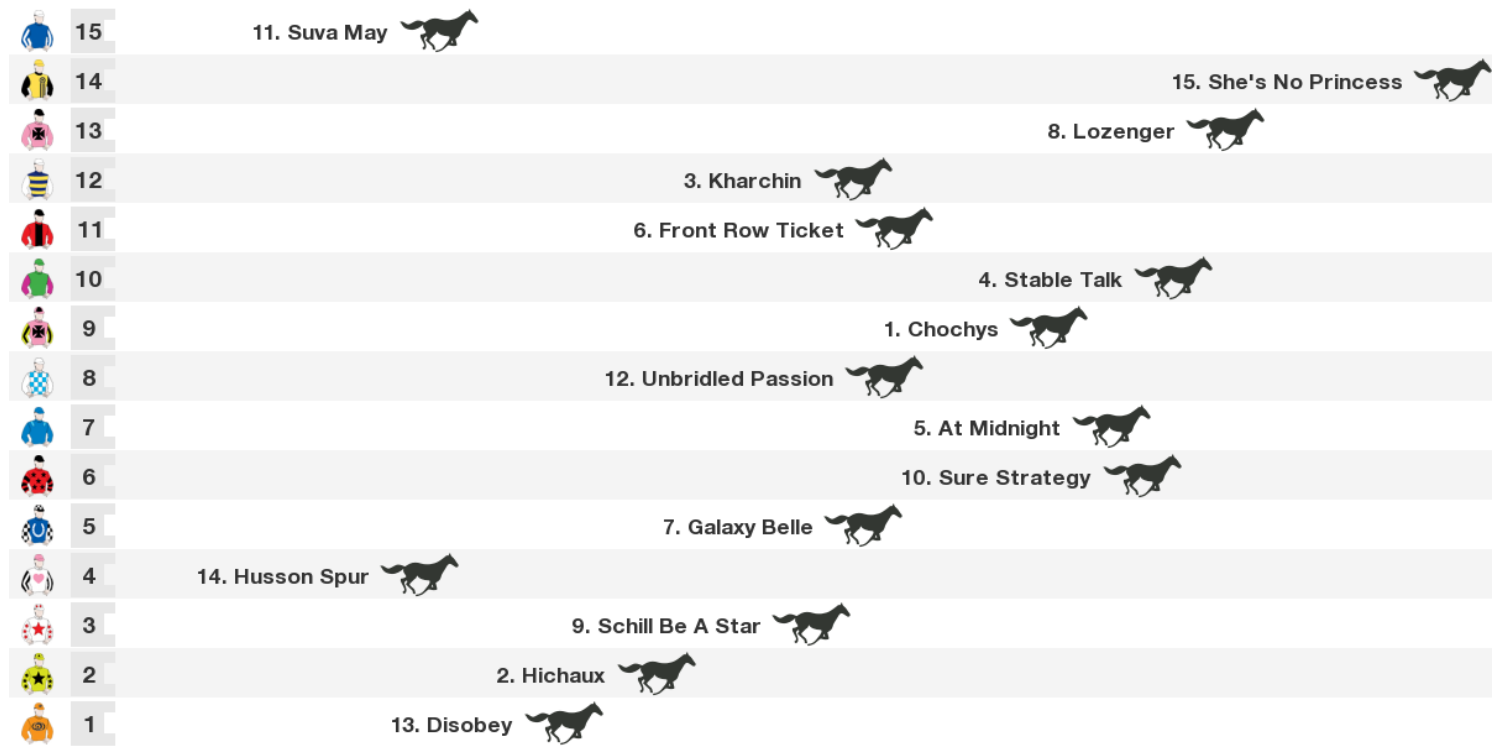 15 11. Suva May
14 15. She's No Princess
13 8. Lozenger
12 3. Kharchin
11 6. Front Row Ticket
10 4. Stable Talk
9 1. Chochys
8 12. Unbridled Passion
7 5. At Midnight
6 10. Sure Strategy
5 7. Galaxy Belle
4 14. Husson Spur
3 9. Schill Be A Star
2 2. Hichaux
1 13. Disobey